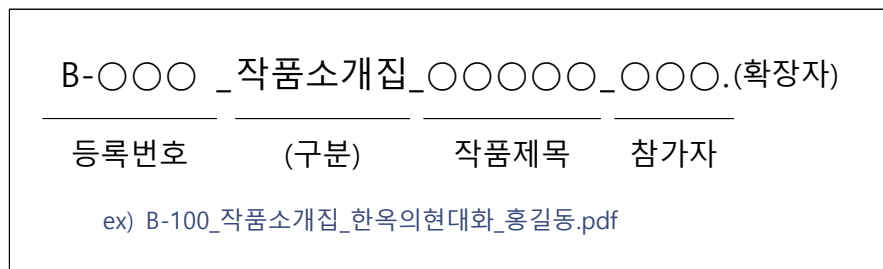 B-○○○ _작품소개집_○○○○○_○○○.(확장자)
등록번호 (구분) 작품제목 참가자
ex) B-100_작품소개집_한옥의현대화_홍길동.pdf